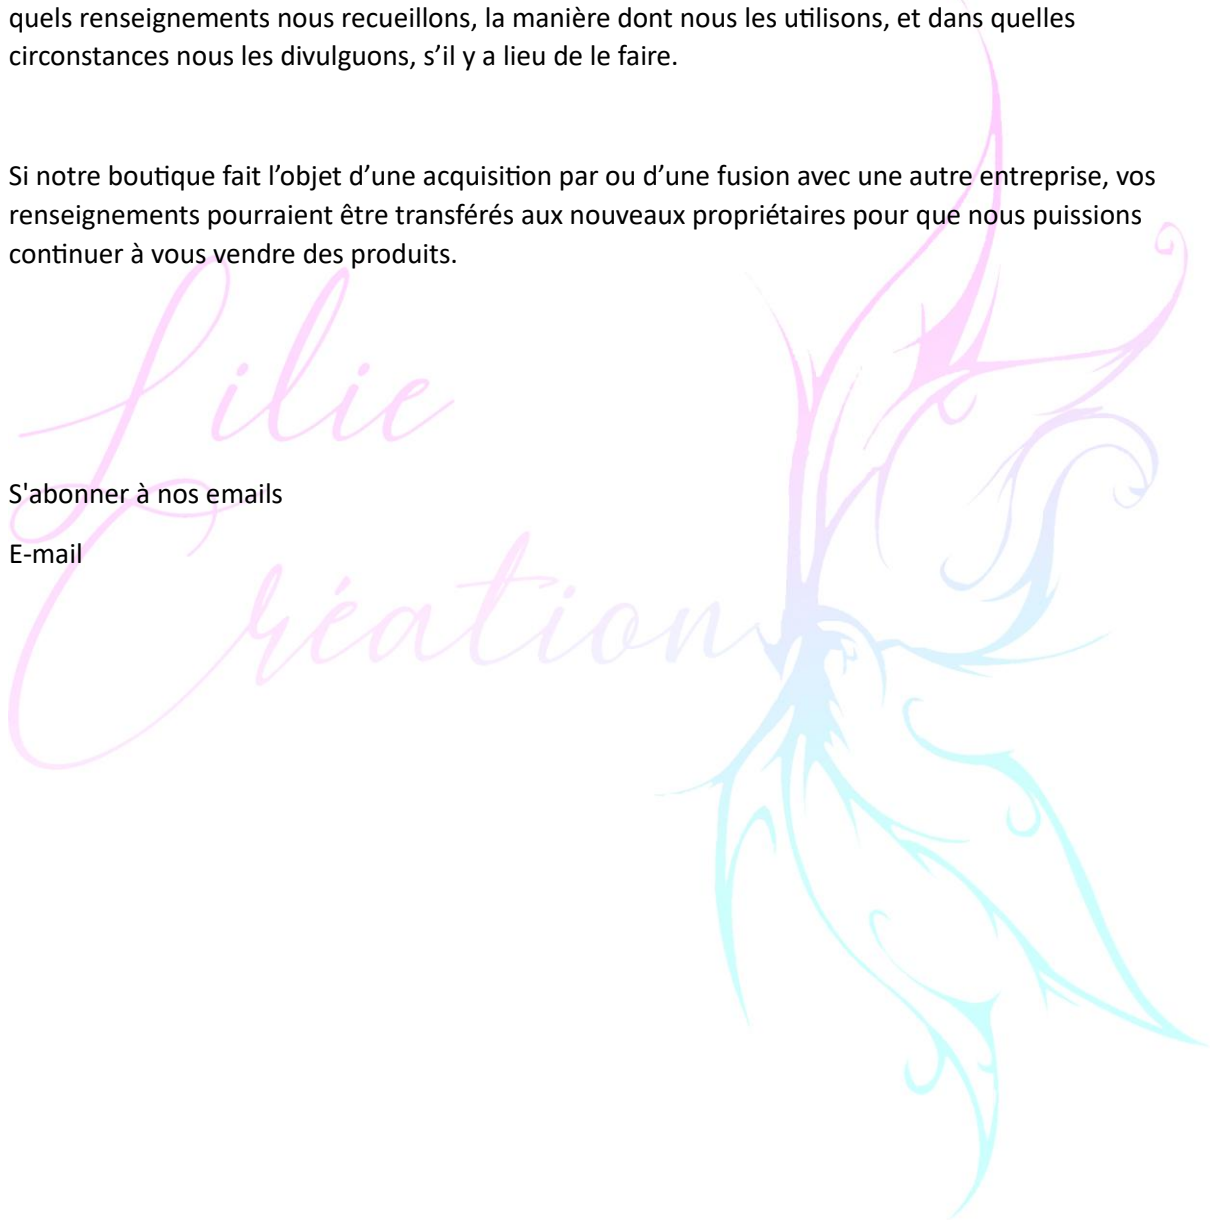 quels renseignements nous recueillons, la manière dont nous les utilisons, et dans quelles
circonstances nous les divulguons, s’il y a lieu de le faire.
Si notre boutique fait l’objet d’une acquisition par ou d’une fusion avec une autre entreprise, vos
renseignements pourraient être transférés aux nouveaux propriétaires pour que nous puissions
continuer à vous vendre des produits.
Lilie
S'abonner à nos emails
E-mail
Création